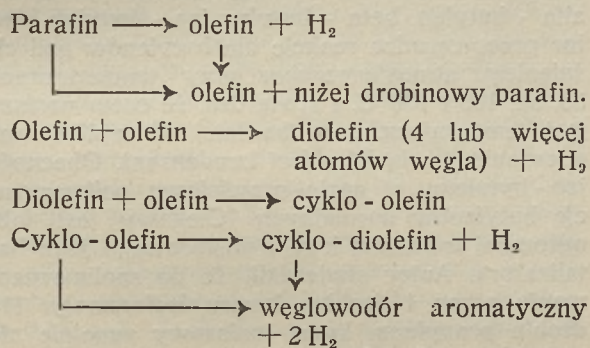 Parafin → olefin + H₂
↓
→ olefin + niżej drobinowy parafin.
Olefin + olefin → diolefin (4 lub więcej
atomów węgla) + H₂
Diolefin + olefin → cyklo - olefin
Cyklo - olefin → cyklo - diolefin + H₂
↓
→ węglowodór aromatyczny
+ 2 H₂